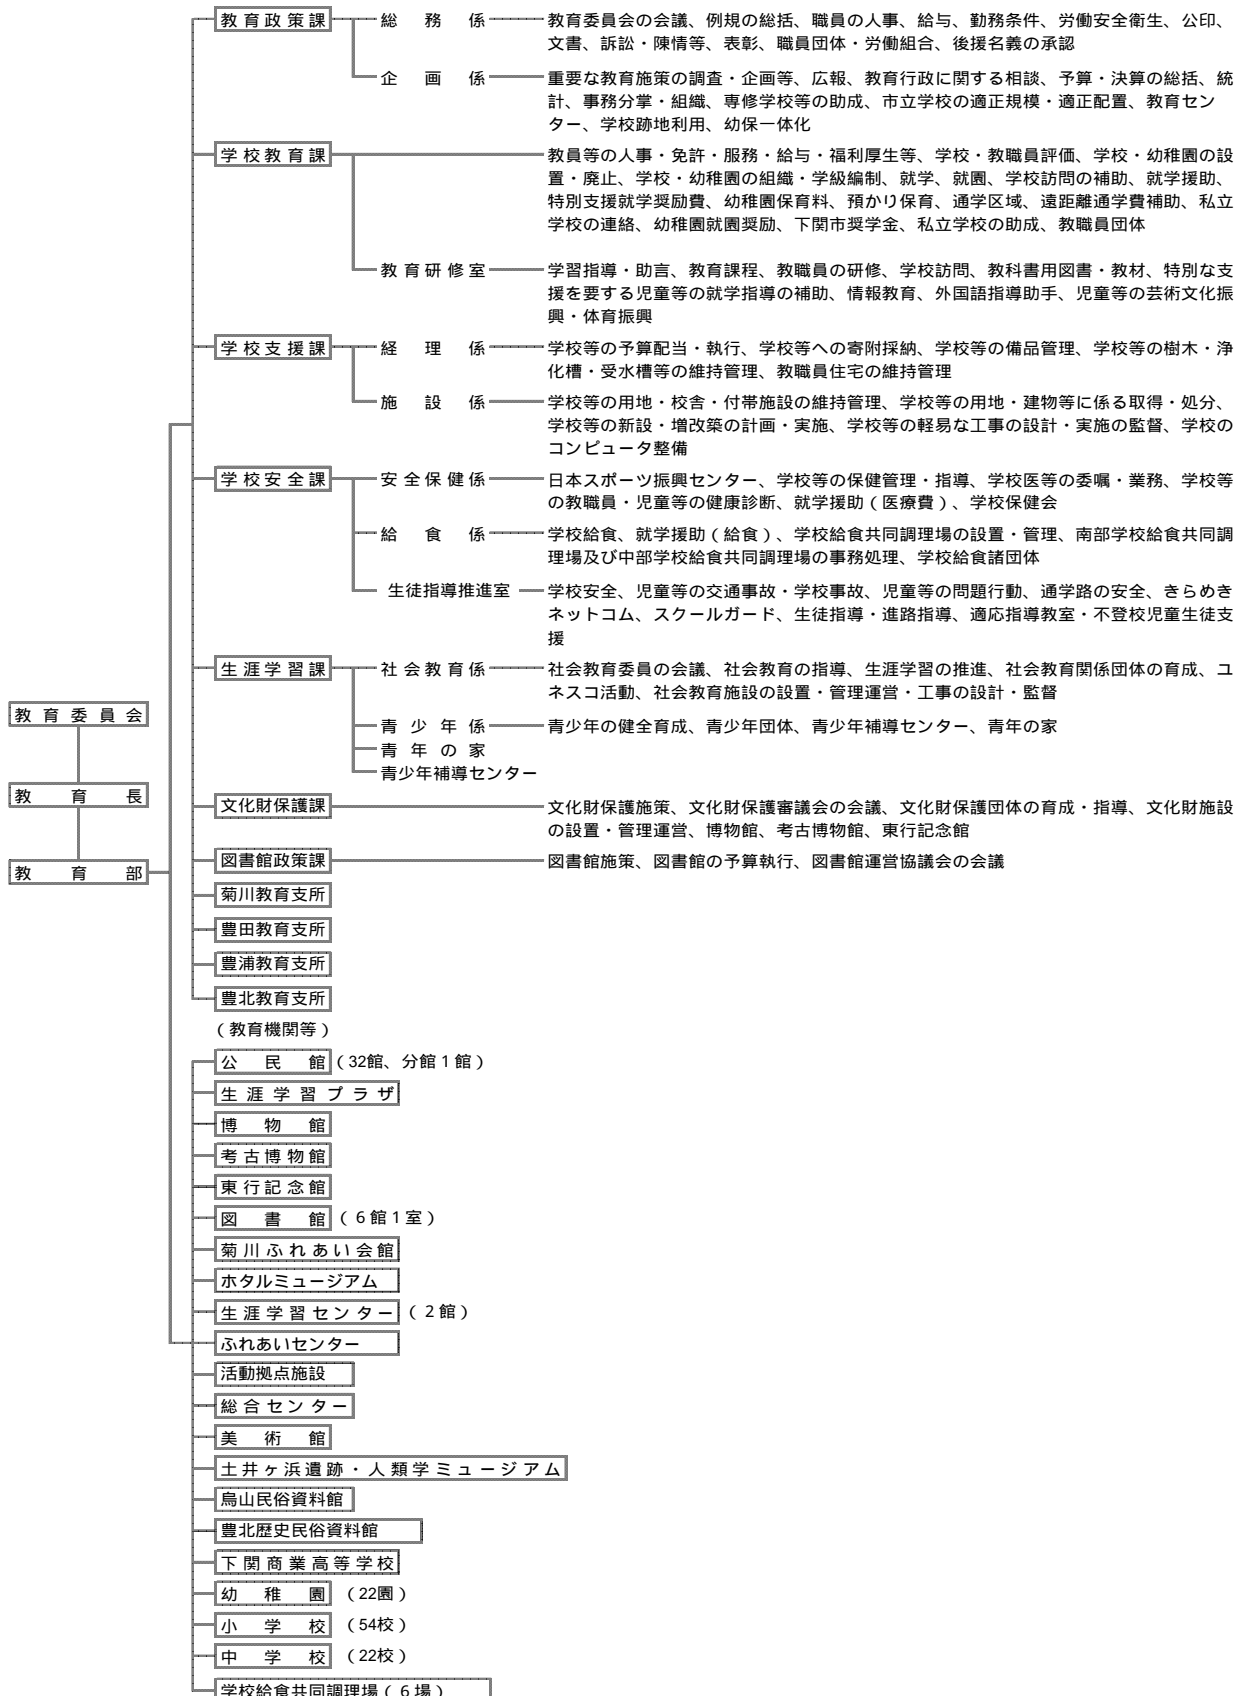 教育政策課
総務係
教育委員会の会議、例規の総括、職員の人事、給与、勤務条件、労働安全衛生、公印、
文書、訴訟・陳情等、表彰、職員団体・労働組合、後援名義の承認
企画係
重要な教育施策の調査・企画等、広報、教育行政に関する相談、予算・決算の総括、統
計、事務分掌・組織、専修学校等の助成、市立学校の適正規模・適正配置、教育セン
ター、学校跡地利用、幼保一体化
学校教育課
教員等の人事・免許・服務・給与・福利厚生等、学校・教職員評価、学校・幼稚園の設
置・廃止、学校・幼稚園の組織・学級編制、就学、就園、学校訪問の補助、就学援助、
特別支援就学奨励費、幼稚園保育料、預かり保育、通学区域、遠距離通学費補助、私立
学校の連絡、幼稚園就園奨励、下関市奨学金、私立学校の助成、教職員団体
教育研修室
学習指導・助言、教育課程、教職員の研修、学校訪問、教科書用図書・教材、特別な支
援を要する児童等の就学指導の補助、情報教育、外国語指導助手、児童等の芸術文化振
興・体育振興
学校支援課
経理係
学校等の予算配当・執行、学校等への寄附採納、学校等の備品管理、学校等の樹木・浄
化槽・受水槽等の維持管理、教職員住宅の維持管理
施設係
学校等の用地・校舎・付帯施設の維持管理、学校等の用地・建物等に係る取得・処分、
学校等の新設・増改築の計画・実施、学校等の軽易な工事の設計・実施の監督、学校の
コンピュータ整備
学校安全課
安全保健係
日本スポーツ振興センター、学校等の保健管理・指導、学校医等の委嘱・業務、学校等
の教職員・児童等の健康診断、就学援助（医療費）、学校保健会
給食係
学校給食、就学援助（給食）、学校給食共同調理場の設置・管理、南部学校給食共同調
理場及び中部学校給食共同調理場の事務処理、学校給食諸団体
生徒指導推進室
学校安全、児童等の交通事故・学校事故、児童等の問題行動、通学路の安全、きらめき
ネットコム、スクールガード、生徒指導・進路指導、適応指導教室・不登校児童生徒支
援
生涯学習課
社会教育係
社会教育委員の会議、社会教育の指導、生涯学習の推進、社会教育関係団体の育成、ユ
ネスコ活動、社会教育施設の設置・管理運営・工事の設計・監督
教育委員会
青少年係
青少年の健全育成、青少年団体、青少年補導センター、青年の家
青年の家
青少年補導センター
教育長
文化財保護課
文化財保護施策、文化財保護審議会の会議、文化財保護団体の育成・指導、文化財施設
の設置・管理運営、博物館、考古博物館、東行記念館
教育部
図書館政策課
図書館施策、図書館の予算執行、図書館運営協議会の会議
菊川教育支所
豊田教育支所
豊浦教育支所
豊北教育支所
（教育機関等）
公民館（32館、分館１館）
生涯学習プラザ
博物館
考古博物館
東行記念館
図書館（６館１室）
菊川ふれあい会館
ホタルミュージアム
生涯学習センター（２館）
ふれあいセンター
活動拠点施設
総合センター
美術館
土井ヶ浜遺跡・人類学ミュージアム
烏山民俗資料館
豊北歴史民俗資料館
下関商業高等学校
幼稚園（22園）
小学校（54校）
中学校（22校）
学校給食共同調理場（６場）